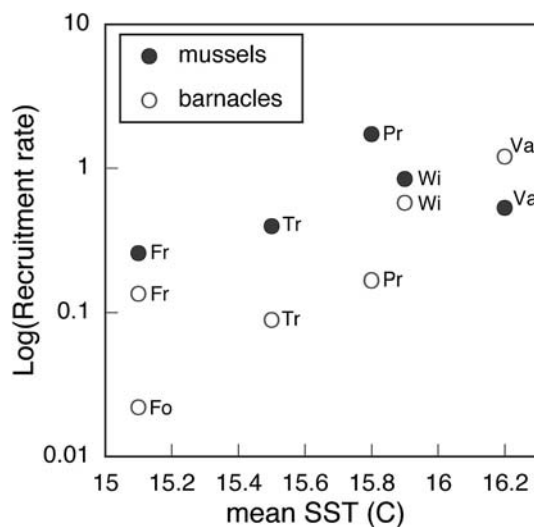 10
mussels
barnacles
Pr
Va
1
Wi
Wi
Va
Fr
Tr
Fr
Pr
0.1
Tr
Fo
0.01
15 15.2 15.4 15.6 15.8 16 16.2
mean SST (C)
Log(Recruitment rate)